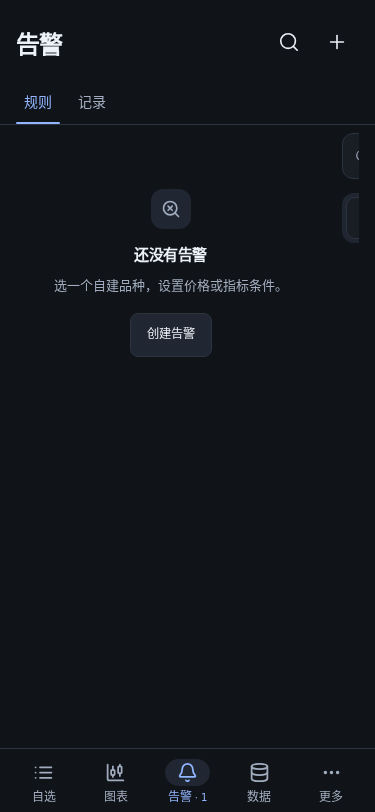 告警
规则
记录
还没有告警
选一个自建品种，设置价格或指标条件。
创建告警
自选
图表
告警 · 1
数据
更多